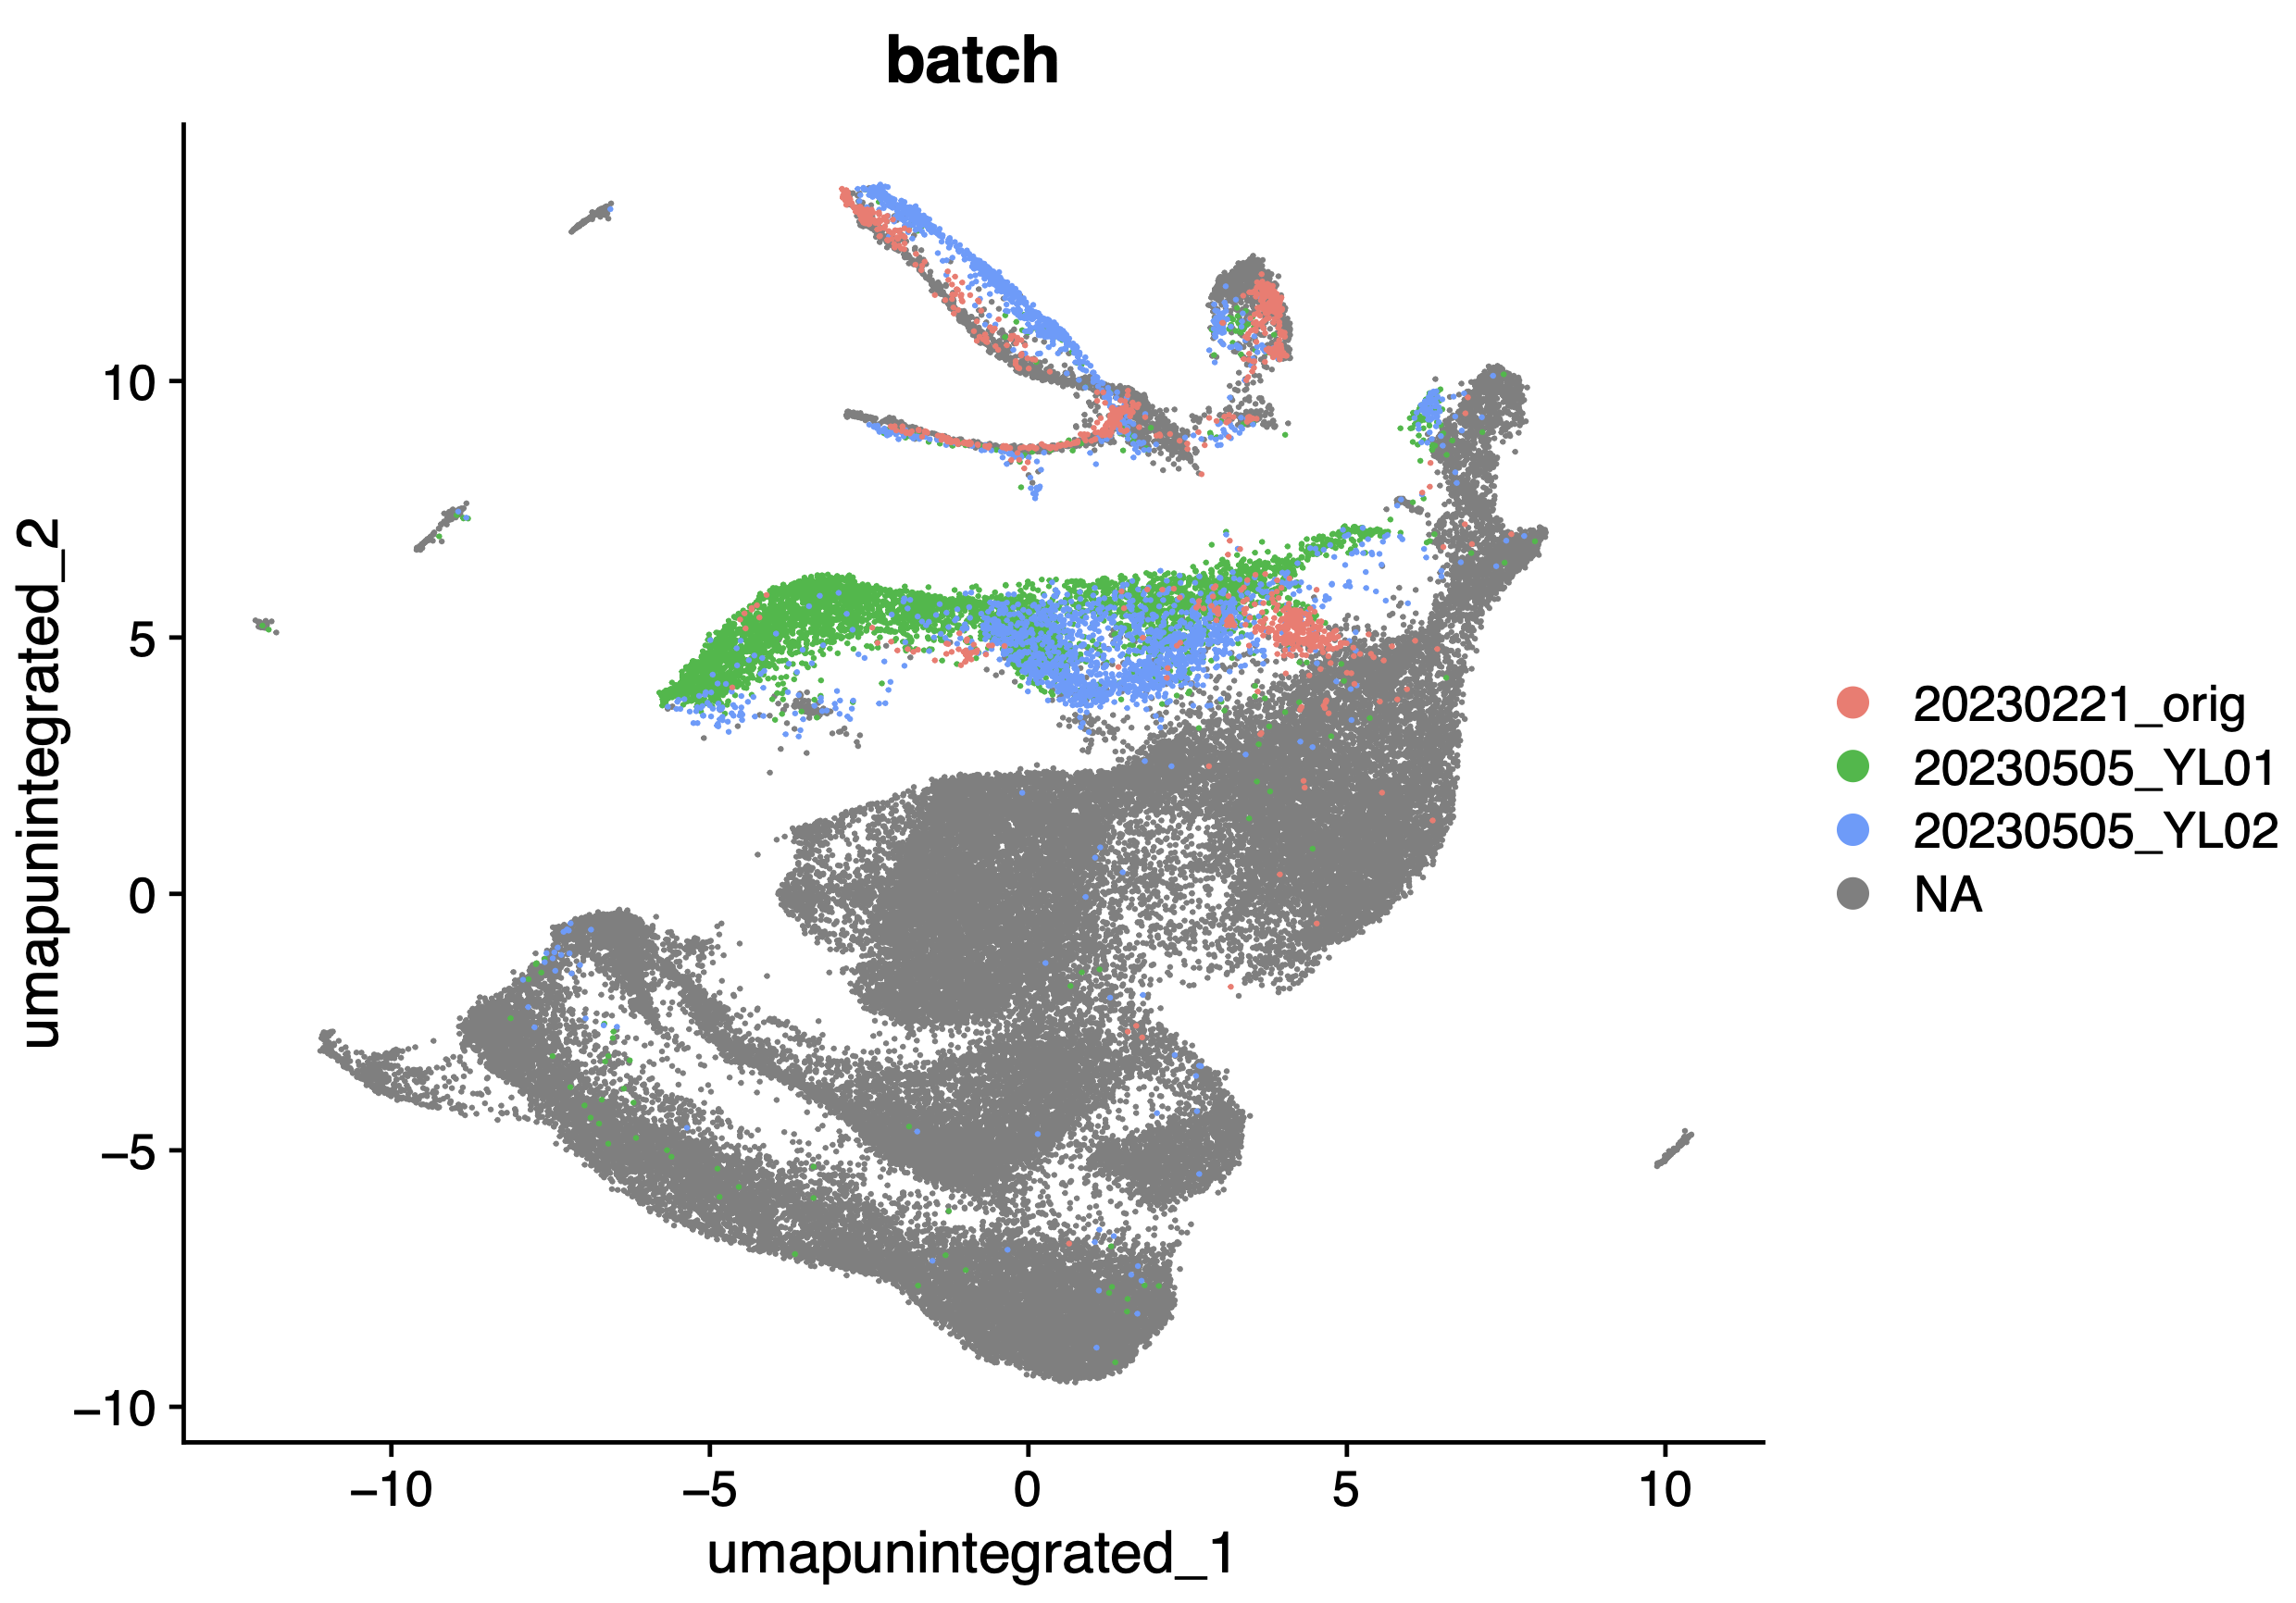 batch
umapunintegrated_2
10
5
0
−5
−10
−10
−5
0
5
10
umapunintegrated_1
20230221_orig
20230505_YL01
20230505_YL02
NA